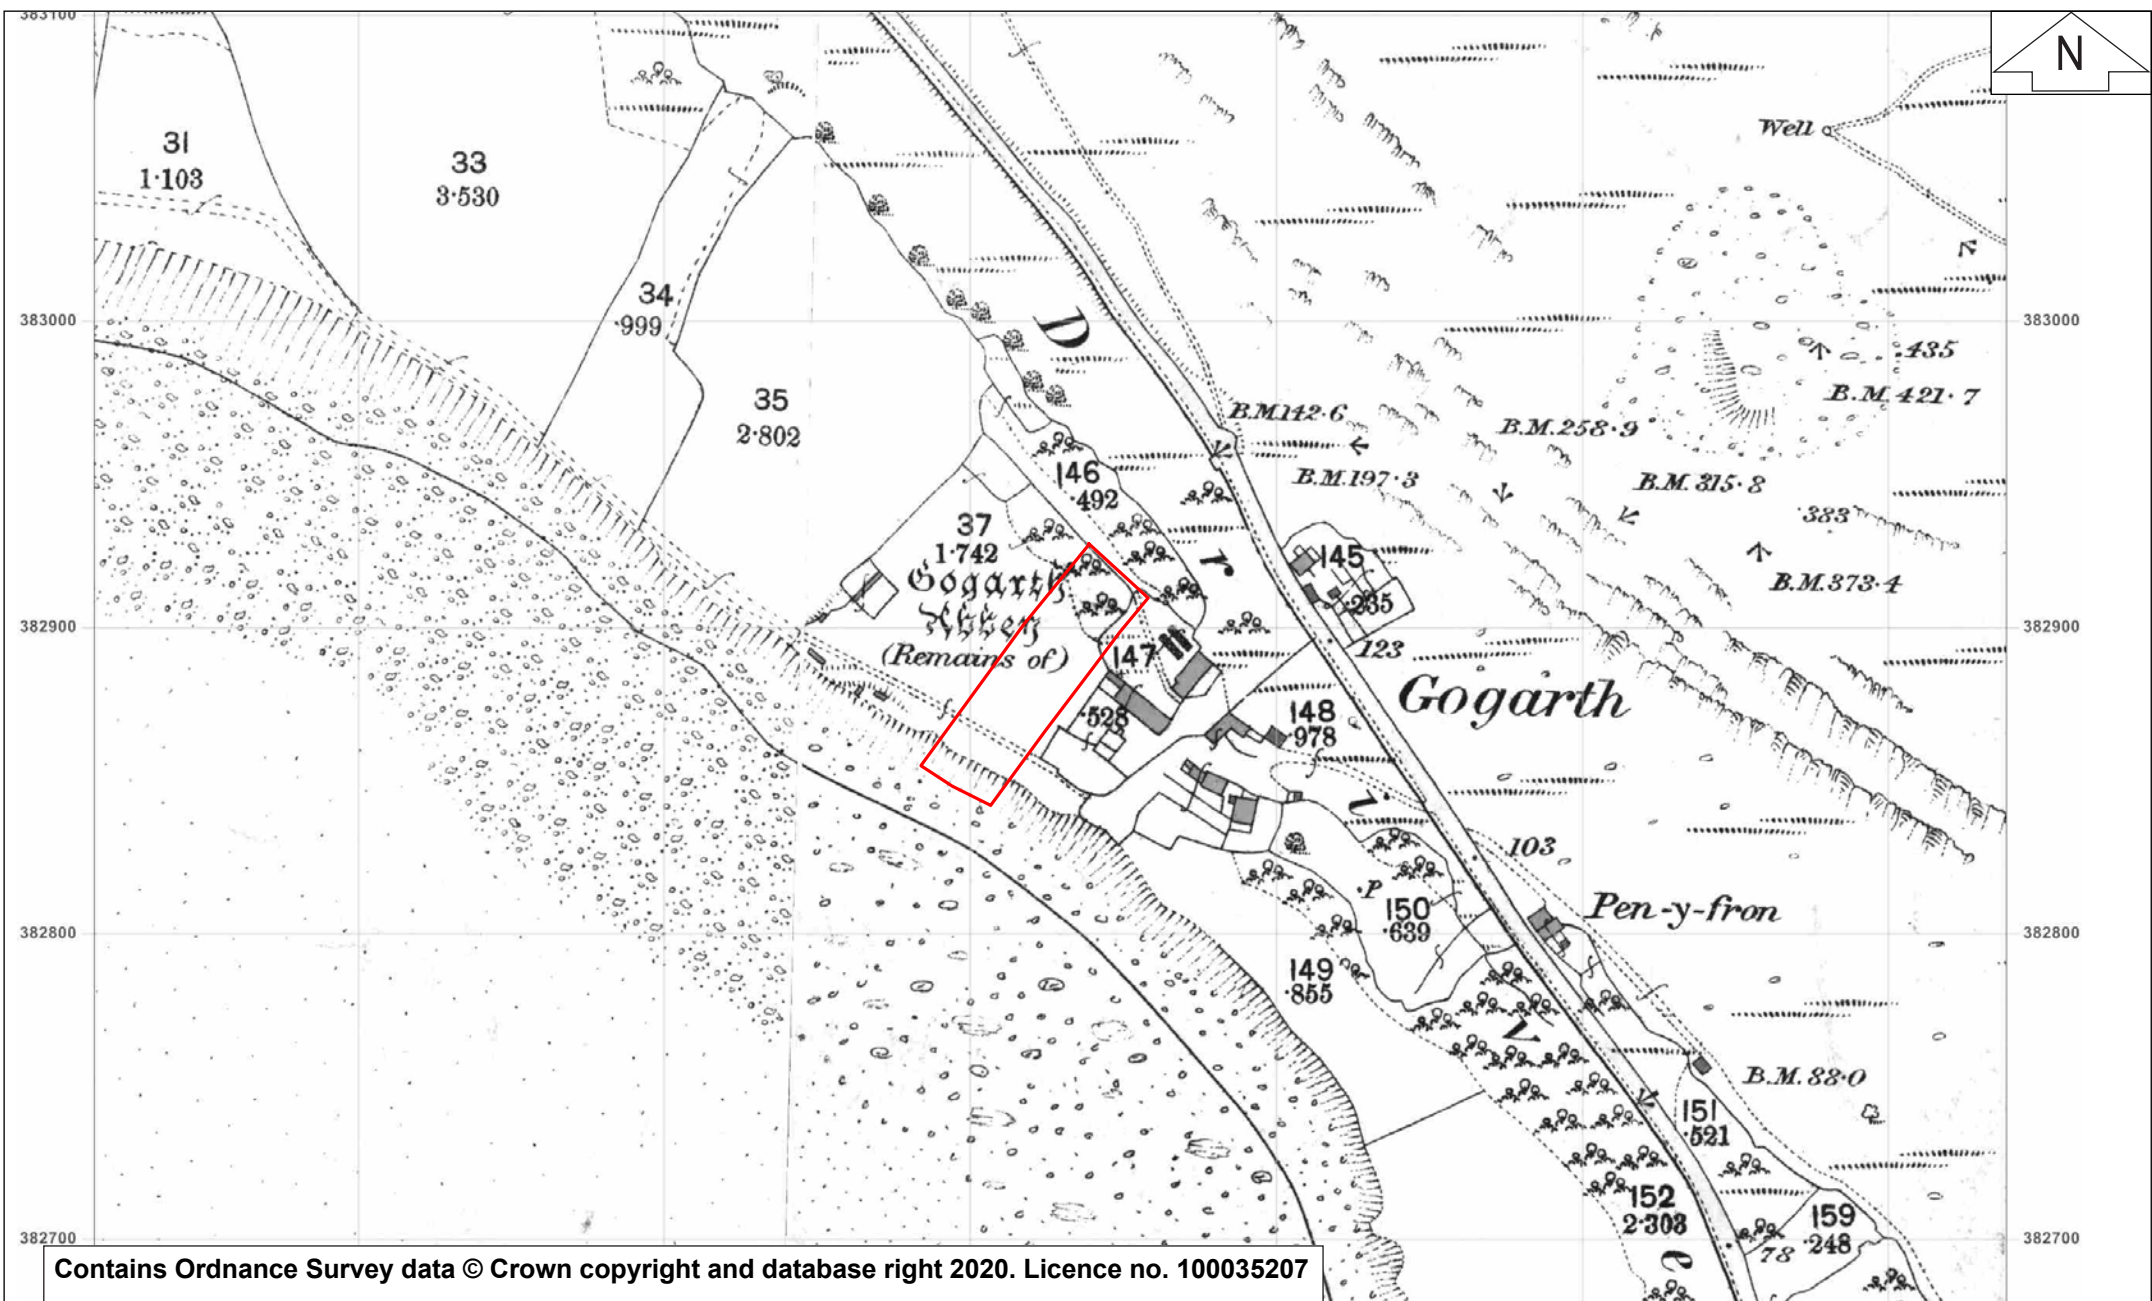 383100
N
31
1·103
33
3·530
Well
34
·999
383000
383000
D
35
2·802
·435
B.M. 421·7
B.M. 142·6
B.M. 258·9
B.M. 197·3
B.M. 315·8
146
·492
·383
37
1·742
Gogarth
Abbey
(Remains of)
r
145
·235
B.M. 373·4
382900
382900
123
147
·528
Gogarth
148
·978
i
103
·P
150
·639
Pen-y-fron
382800
382800
149
·855
v
B.M. 88·0
151
·521
152
2·303
159
·248
78
e
382700
382700
Contains Ordnance Survey data © Crown copyright and database right 2020. Licence no. 100035207